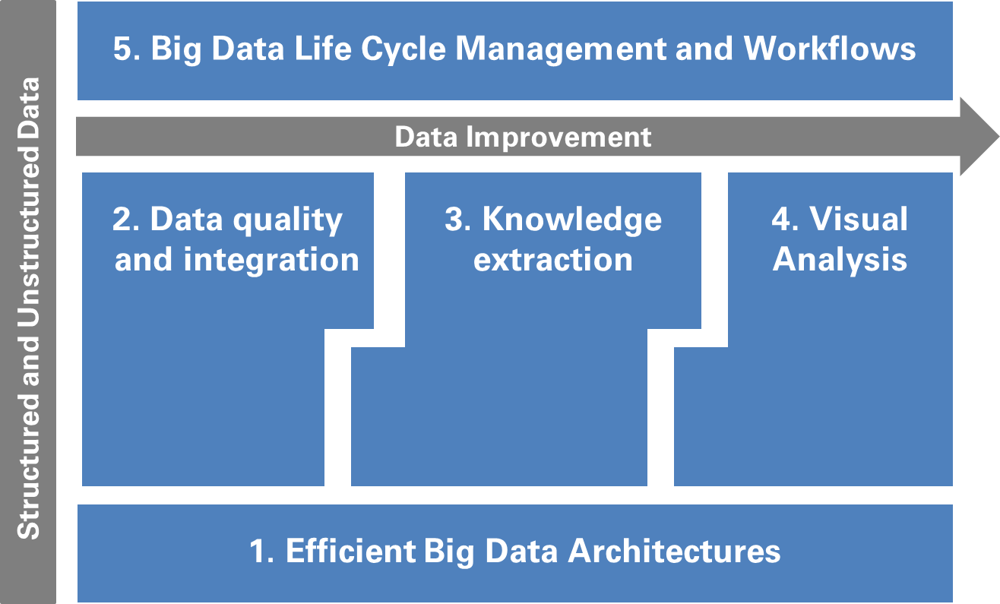 Structured and Unstructured Data
5. Big Data Life Cycle Management and Workflows
Data Improvement
2. Data quality
and integration
3. Knowledge
extraction
4. Visual
Analysis
1. Efficient Big Data Architectures